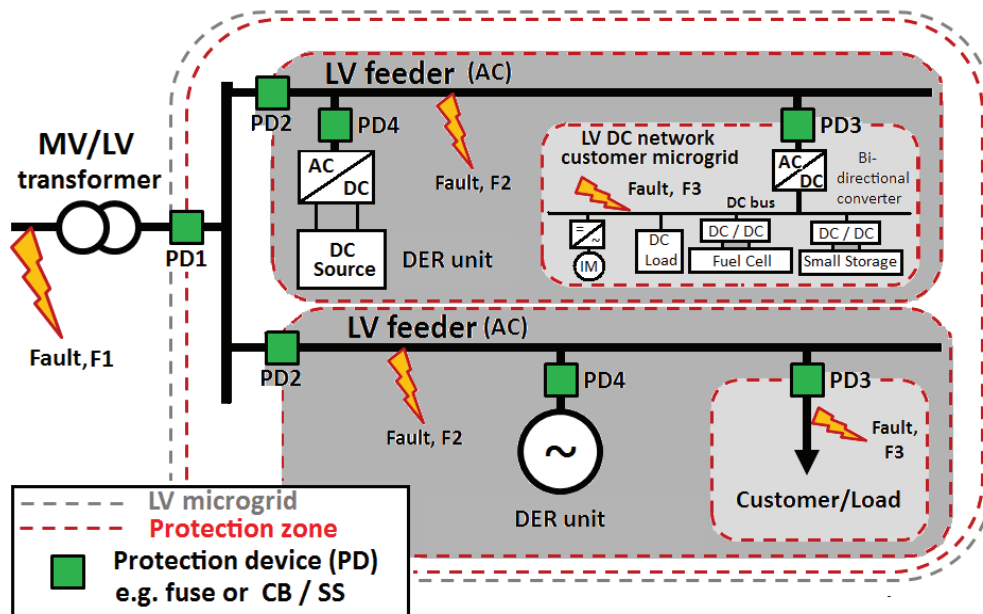 LV feeder (AC)
PD2
PD4
MV/LV
transformer
PD1
AC
DC
DC
Source
DER unit
Fault, F2
LV DC network
customer microgrid
Fault, F3
PD3
AC
DC
Bi-
directional
converter
DC bus
=
~
IM
DC
Load
DC / DC
Fuel Cell
DC / DC
Small Storage
Fault,F1
LV feeder (AC)
PD2
Fault, F2
PD4
~
DER unit
PD3
Fault,
F3
Customer/Load
LV microgrid
Protection zone
Protection device (PD)
e.g. fuse or CB / SS